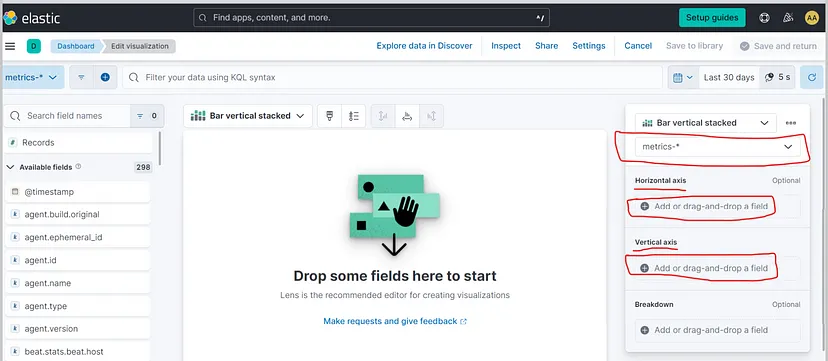 elastic
Find apps, content, and more.
^/
Setup guides
AA
D
Dashboard
Edit visualization
Explore data in Discover
Inspect
Share
Settings
Cancel
Save to library
Save and return
metrics-*
Filter your data using KQL syntax
Last 30 days
5 s
Search field names
0
Bar vertical stacked
Bar vertical stacked
# Records
metrics-*
Available fields
298
@timestamp
k agent.build.original
k agent.ephemeral_id
k agent.id
k agent.name
k agent.type
k agent.version
k beat.stats.beat.host
Drop some fields here to start
Lens is the recommended editor for creating visualizations
Make requests and give feedback
Horizontal axis
Optional
Add or drag-and-drop a field
Vertical axis
Add or drag-and-drop a field
Breakdown
Optional
Add or drag-and-drop a field